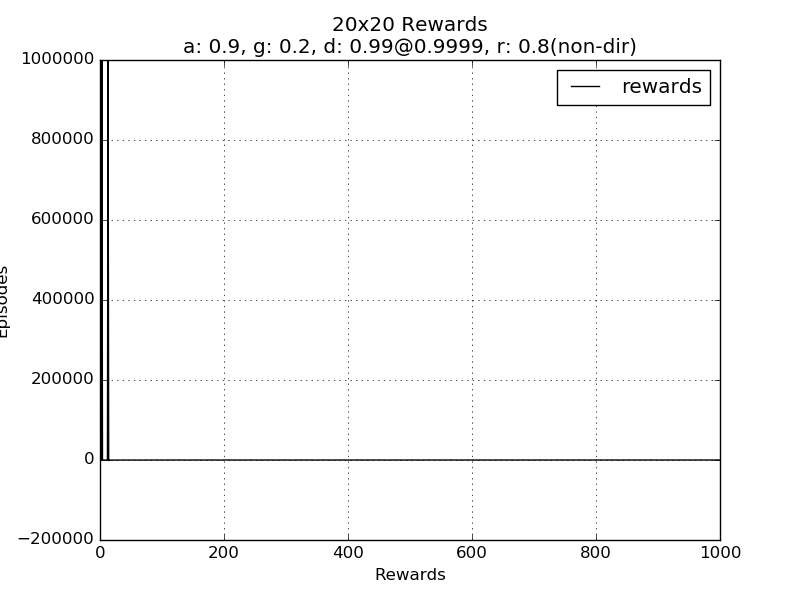 20x20 Rewards
a: 0.9, g: 0.2, d: 0.99@0.9999, r: 0.8(non-dir)
rewards
1000000
800000
600000
400000
200000
0
−200000
Episodes
0 200 400 600 800 1000
Rewards